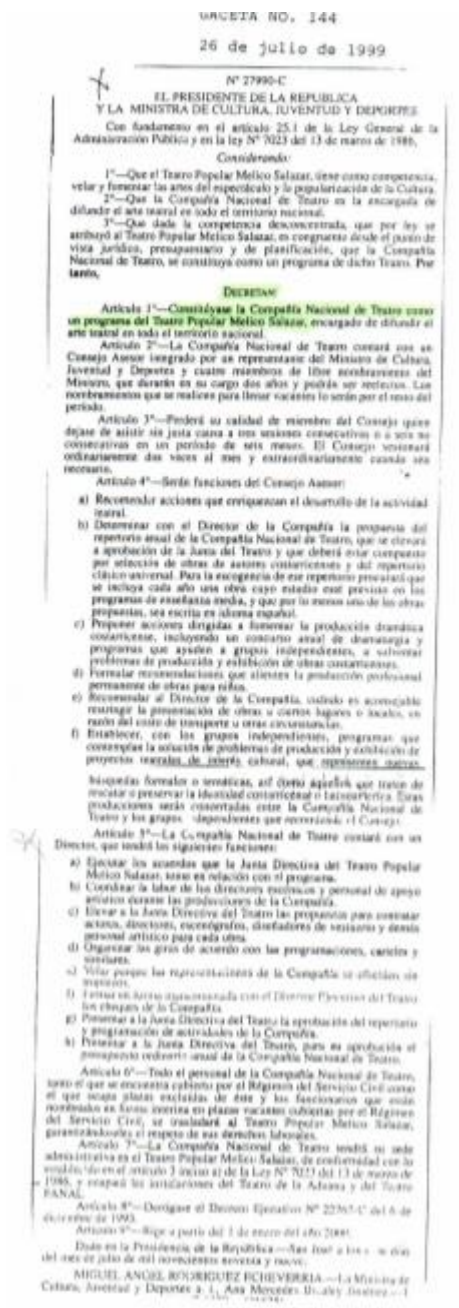 GACETA NO. 144
26 de julio de 1999
N° 27990-C
EL PRESIDENTE DE LA REPUBLICA
Y LA MINISTRA DE CULTURA, JUVENTUD Y DEPORTES
Con fundamento en el artículo 25.1 de la Ley General de la
Administración Pública y en la ley N° 7023 del 13 de marzo de 1986,
Considerando:
1°—Que el Teatro Popular Melico Salazar, tiene como competencia,
velar y fomentar las artes del espectáculo y la popularización de la Cultura.
2°—Que la Compañía Nacional de Teatro es la encargada de
difundir el arte teatral en todo el territorio nacional.
3°—Que dada la competencia desconcentrada, que por ley se
atribuyó al Teatro Popular Melico Salazar, es congruente desde el punto de
vista jurídico, presupuestario y de planificación, que la Compañía
Nacional de Teatro, se constituya como un programa de dicho Teatro. Por
tanto,
DECRETAN:
Artículo 1°—Constitúyase la Compañía Nacional de Teatro como
un programa del Teatro Popular Melico Salazar, encargado de difundir el
arte teatral en todo el territorio nacional.
Artículo 2°—La Compañía Nacional de Teatro contará con un
Consejo Asesor integrado por un representante del Ministro de Cultura,
Juventud y Deportes y cuatro miembros de libre nombramiento del
Ministro, que durarán en su cargo dos años y podrán ser reelectos. Los
nombramientos que se realicen para llenar vacantes lo serán por el resto del
período.
Artículo 3°—Perderá su calidad de miembro del Consejo quien
dejase de asistir sin justa causa a tres sesiones consecutivas o a seis no
consecutivas en un período de seis meses. El Consejo sesionará
ordinariamente dos veces al mes y extraordinariamente cuando sea
necesario.
Artículo 4°—Serán funciones del Consejo Asesor:
a) Recomendar acciones que enriquezcan el desarrollo de la actividad
teatral.
b) Determinar con el Director de la Compañía la propuesta del
repertorio anual de la Compañía Nacional de Teatro, que se elevará
a aprobación de la Junta del Teatro y que deberá estar compuesto
por selección de obras de autores costarricenses y del repertorio
clásico universal. Para la escogencia de ese repertorio procurará que
se incluya cada año una obra cuyo estudio esté previsto en los
programas de enseñanza media, y que por lo menos una de las obras
propuestas, sea escrita en idioma español.
c) Proponer acciones dirigidas a fomentar la producción dramática
costarricense, incluyendo un concurso anual de dramaturgia y
programas que ayuden a grupos independientes, a solventar
problemas de producción y exhibición de obras costarricenses.
d) Formular recomendaciones que alienten la producción profesional
permanente de obras para niños.
e) Recomendar al Director de la Compañía, cuándo es aconsejable
restringir la presentación de obras a ciertos lugares o locales, en
razón del costo de transporte u otras circunstancias.
f) Establecer, con los grupos independientes, programas que
contemplan la solución de problemas de producción y exhibición de
proyectos teatrales de interés cultural, que representen nuevas
búsquedas formales o temáticas, así como aquellos que traten de
rescatar o preservar la identidad costarricense o Latinoamérica. Estas
producciones serán concertadas entre la Compañía Nacional de
Teatro y los grupos dependientes que recomiende el Consejo.
Artículo 5°—La Compañía Nacional de Teatro contará con un
Director, que tendrá las siguientes funciones:
a) Ejecutar los acuerdos que la Junta Directiva del Teatro Popular
Melico Salazar, tome en relación con el programa.
b) Coordinar la labor de los directores escénicos y personal de apoyo
artístico durante las producciones de la Compañía.
c) Elevar a la Junta Directiva del Teatro las propuestas para contratar
actores, directores, escenógrafos, diseñadores de vestuario y demás
personal artístico para cada obra.
d) Organizar las giras de acuerdo con las programaciones, carteles y
similares.
e) Velar porque las representaciones de la Compañía se efectúen sin
f) Firmar en forma mancomunada con el Director Ejecutivo del Teatro
los cheques de la Compañía.
g) Presentar a la Junta Directiva del Teatro la aprobación del repertorio
y programación de actividades de la Compañía.
h) Presentar a la Junta Directiva del Teatro, para su aprobación el
presupuesto ordinario anual de la Compañía Nacional de Teatro.
Artículo 6°—Todo el personal de la Compañía Nacional de Teatro,
tanto el que se encuentra cubierto por el Régimen del Servicio Civil como
el que ocupa plazas excluidas de éste y los funcionarios que están
nombrados en forma interina en plazas vacantes cubiertas por el Régimen
del Servicio Civil, se trasladará al Teatro Popular Melico Salazar,
garantizándoseles el respeto de sus derechos laborales.
Artículo 7°—La Compañía Nacional de Teatro tendrá su sede
administrativa en el Teatro Popular Melico Salazar, de conformidad con lo
establecido en el artículo 3 inciso a) de la Ley N° 7023 del 13 de marzo de
1986, y ocupará las instalaciones del Teatro de la Aduana y del Teatro
FANAL.
Artículo 8°—Derógase el Decreto Ejecutivo N° 22267-C del 6 de
diciembre de 1993.
Artículo 9°—Rige a partir del 1 de enero del año 2000.
Dado en la Presidencia de la República.—San José a los días
del mes de julio de mil novecientos noventa y nueve.
MIGUEL ANGEL RODRIGUEZ ECHEVERRIA.—La Ministra de
Cultura, Juventud y Deportes a. i., Ana Mercedes